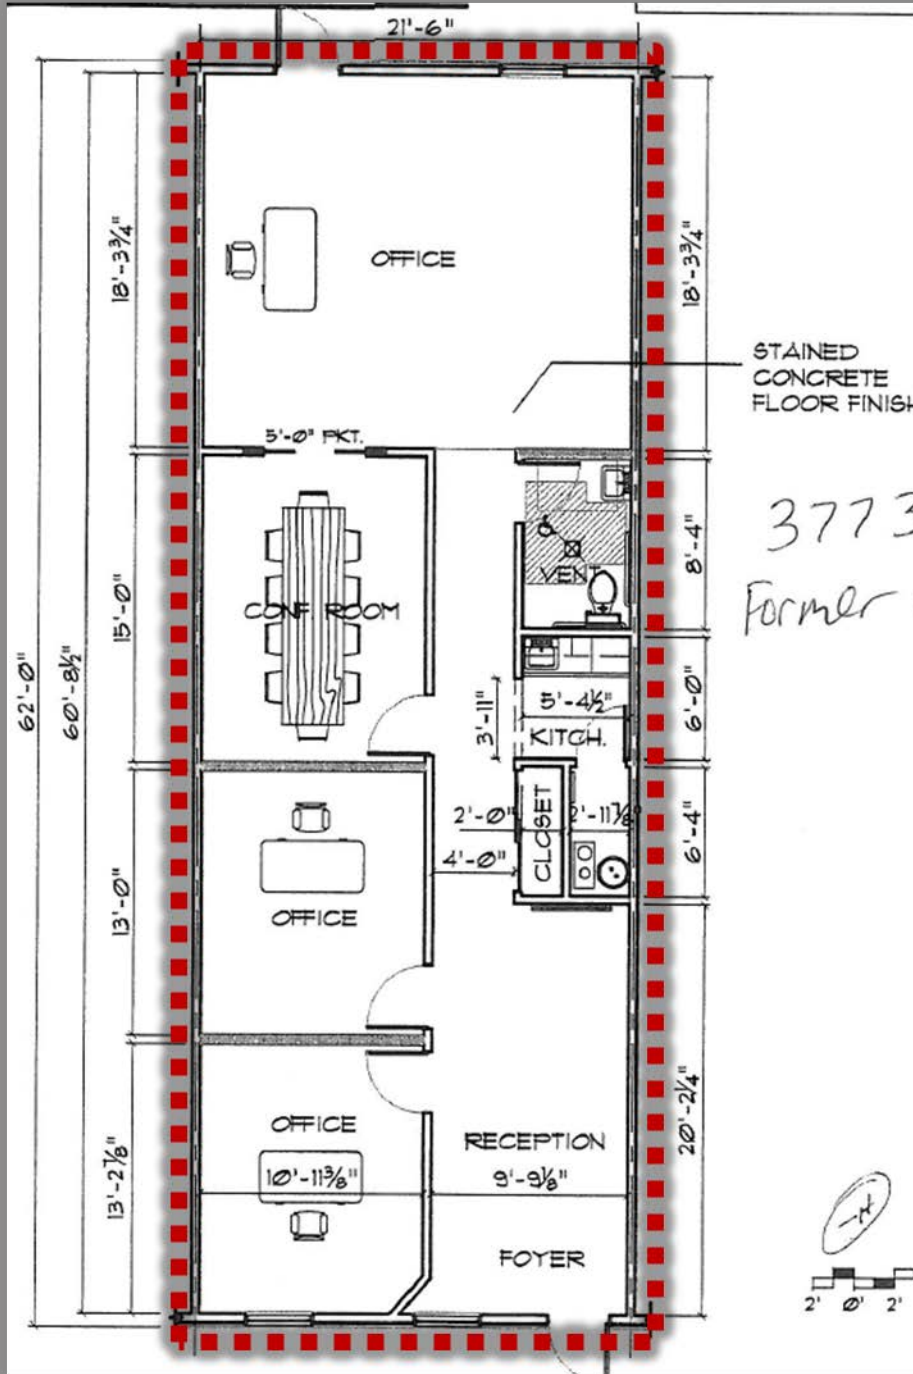 21'-6"
18'-3¾"
OFFICE
18'-3¾"
STAINED
CONCRETE
FLOOR FINISH
5'-0" PKT.
3773
Former
8'-4"
VENT
15'-0"
CONF. ROOM
62'-0"
60'-8½"
3'-11"
5'-4½"
6'-0"
KITCH.
2'-0"
CLOSET
2'-11⅞"
6'-4"
4'-0"
13'-0"
OFFICE
20'-2¼"
OFFICE
RECEPTION
13'-2⅞"
10'-11⅜"
9'-9⅛"
FOYER
2' 0' 2'